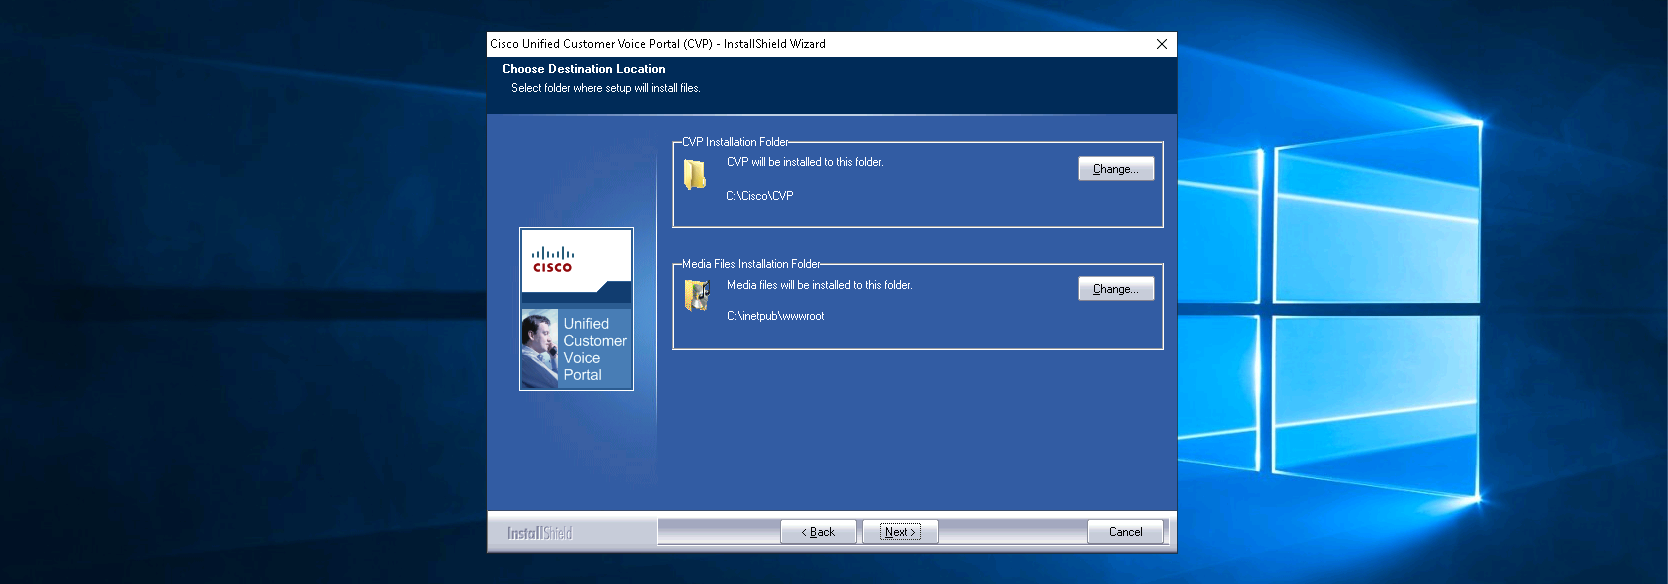 Cisco Unified Customer Voice Portal (CVP) - InstallShield Wizard
Choose Destination Location
Select folder where setup will install files.
CVP Installation Folder
CVP will be installed to this folder.
Change...
C:\Cisco\CVP
CISCO
Unified
Customer
Voice
Portal
Media Files Installation Folder
Media files will be installed to this folder.
Change...
C:\inetpub\wwwroot
InstallShield
< Back
Next >
Cancel